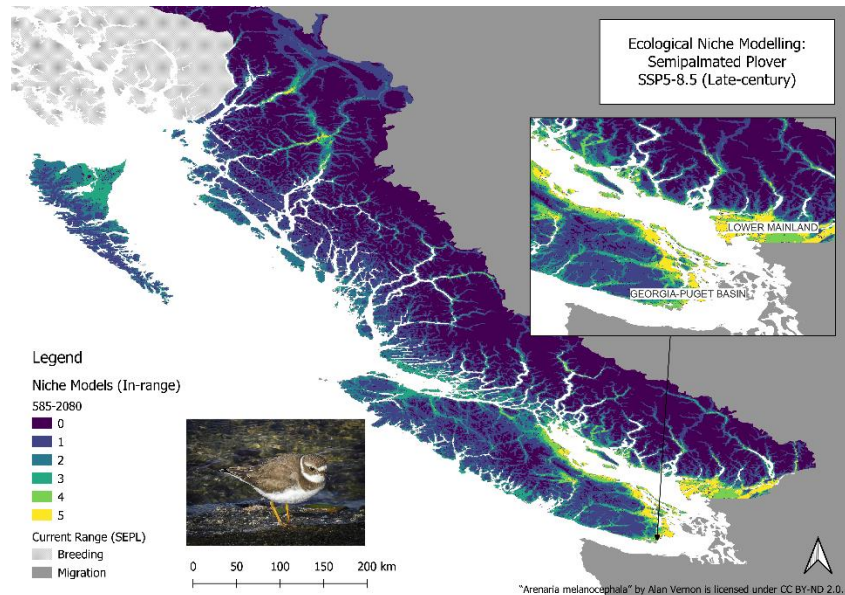 Ecological Niche Modelling:
Semipalmated Plover
SSP5-8.5 (Late-century)
LOWER MAINLAND
GEORGIA-PUGET BASIN
Legend
Niche Models (In-range)
585-2080
0
1
2
3
4
5
Current Range (SEPL)
Breeding
Migration
0 50 100 150 200 km
"Arenaria melanocephala" by Alan Vernon is licensed under CC BY-ND 2.0.